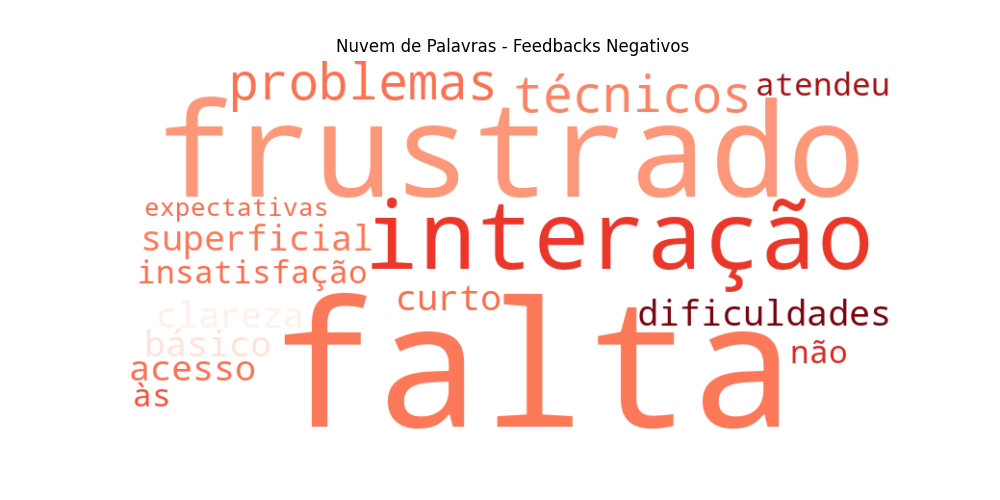 Nuvem de Palavras - Feedbacks Negativos
problemas
técnicos
atendeu
frustrado
expectativas
interação
superficial
insatisfação
curto
clareza
dificuldades
básico
falta
não
acesso
às